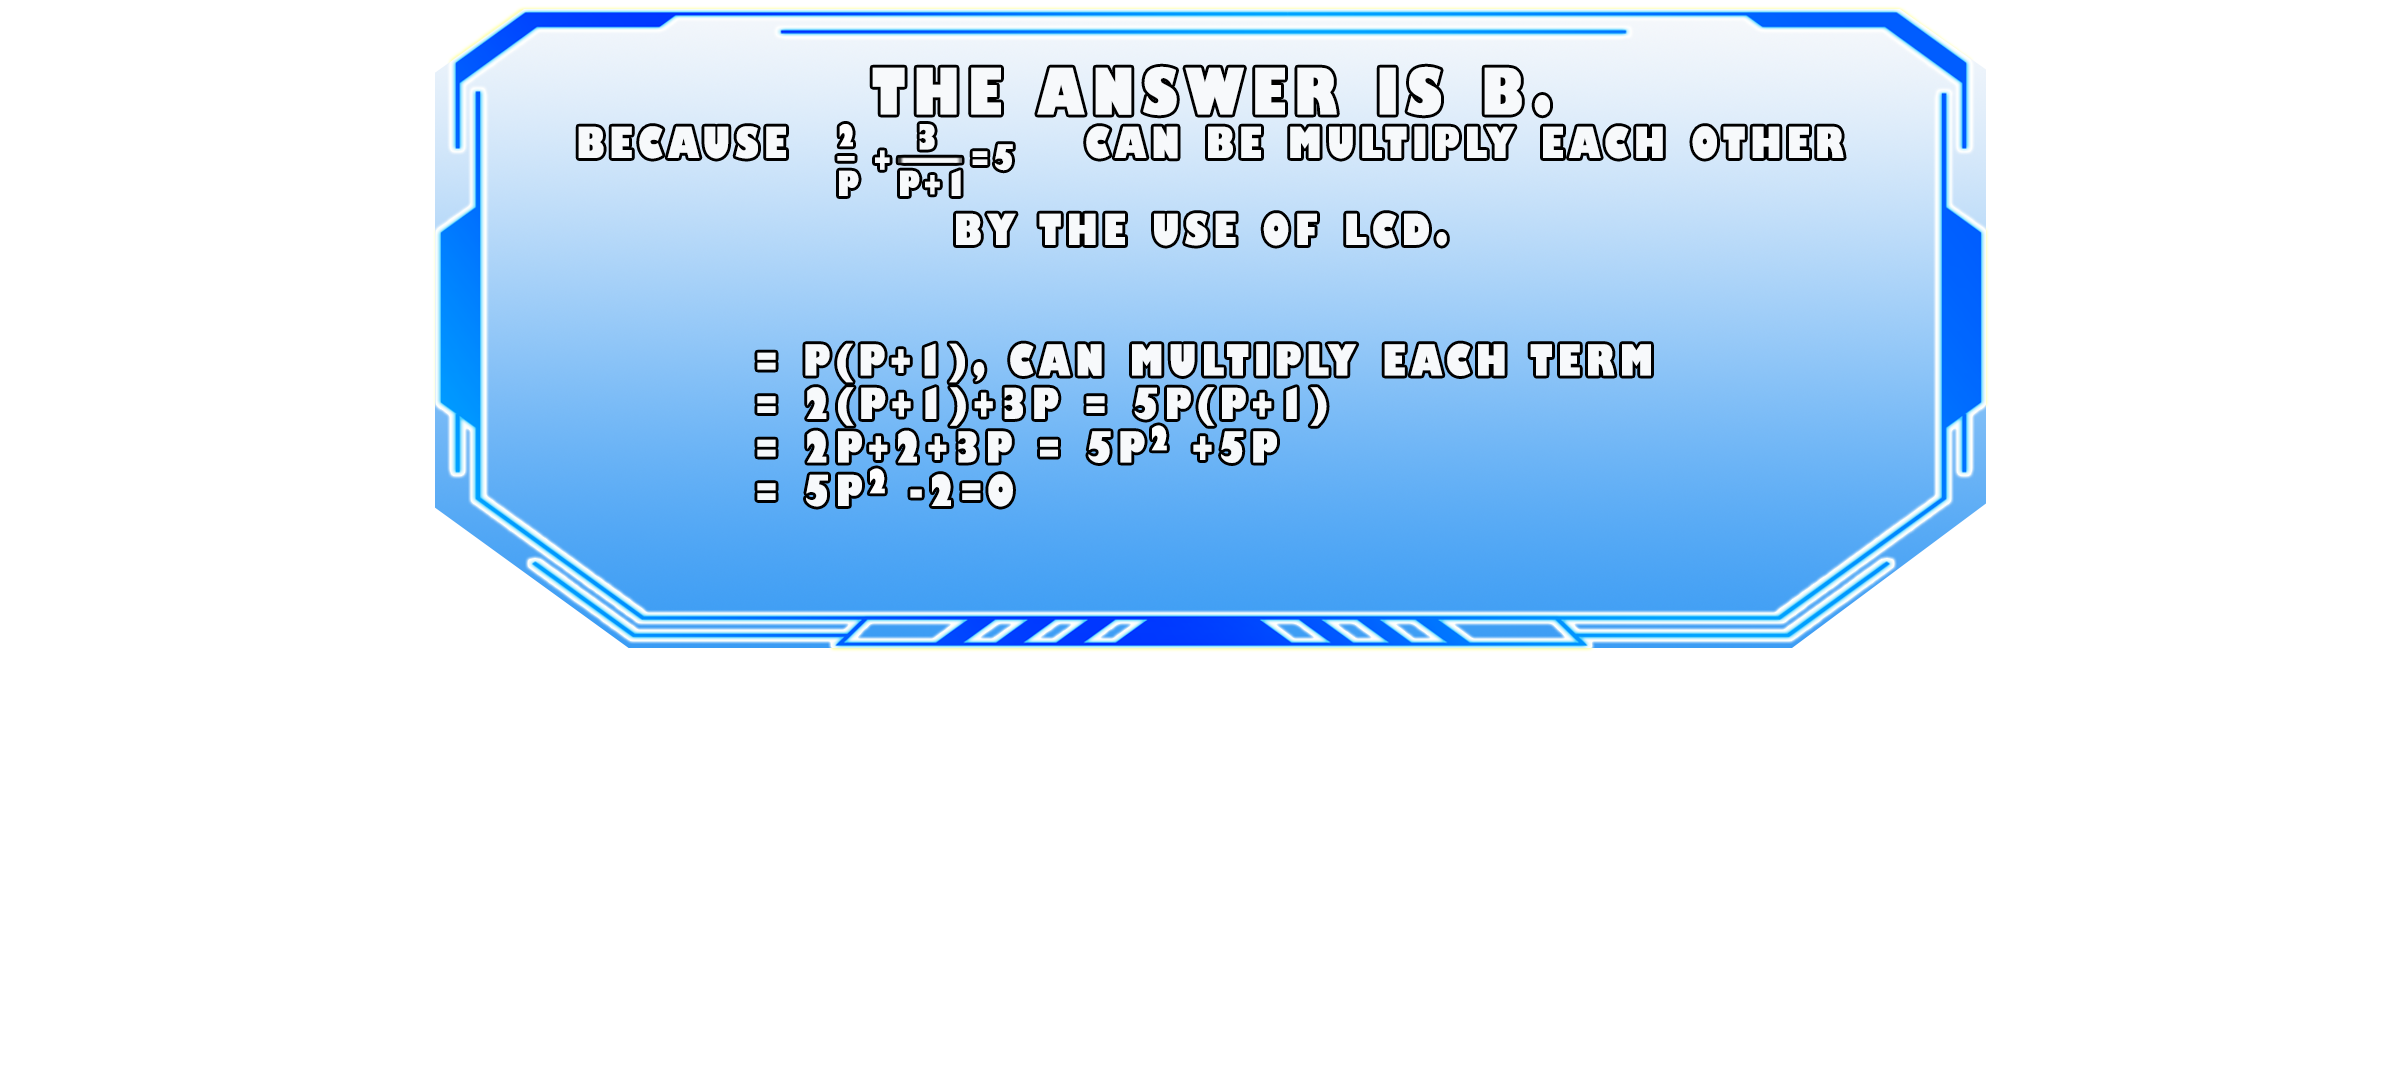 THE ANSWER IS B.
BECAUSE 2/P + 3/P+1 =5 CAN BE MULTIPLY EACH OTHER
BY THE USE OF LCD.
= P(P+1), CAN MULTIPLY EACH TERM
= 2(P+1)+3P = 5P(P+1)
= 2P+2+3P = 5P² +5P
= 5P² -2=0